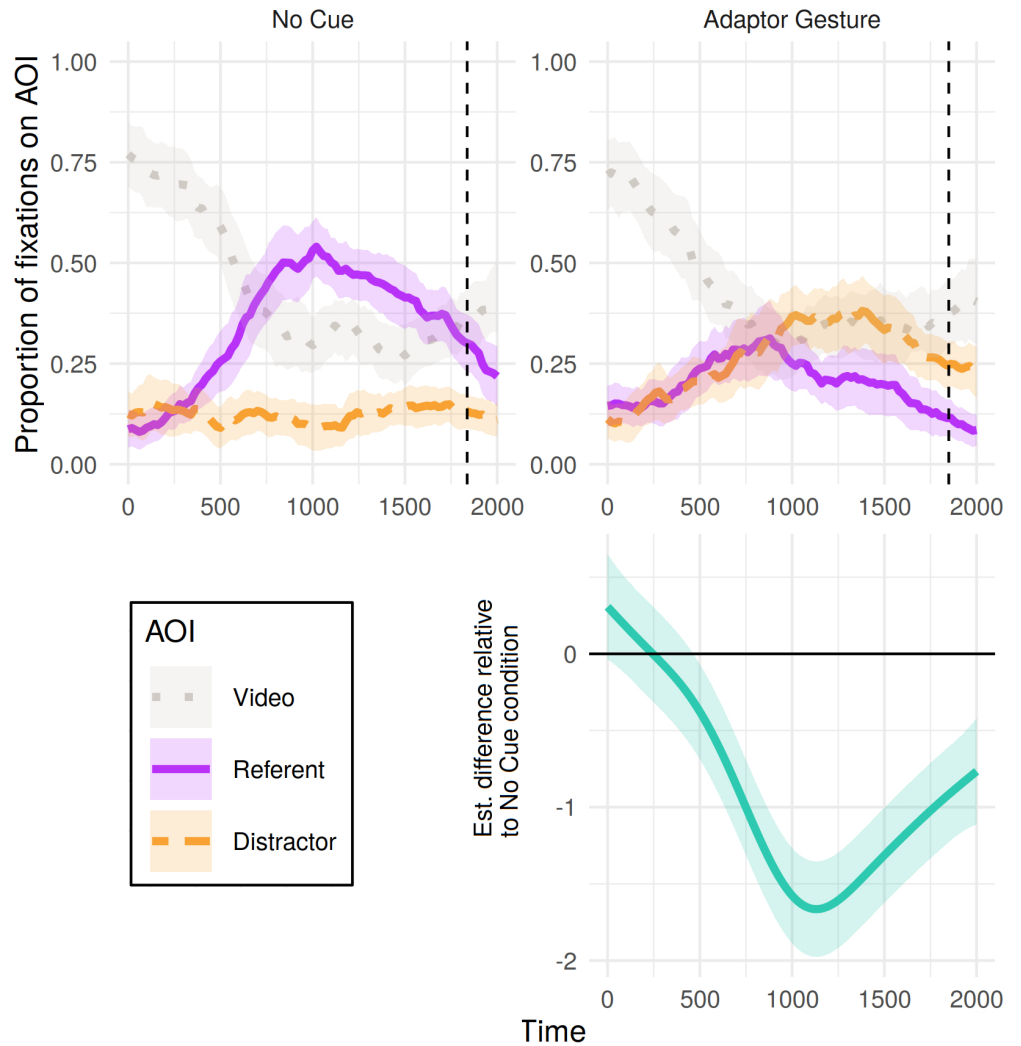 No Cue
Adaptor Gesture
Proportion of fixations on AOI
1.00
0.75
0.50
0.25
0.00
0 500 1000 1500 2000
1.00
0.75
0.50
0.25
0.00
0 500 1000 1500 2000
AOI
Video
Referent
Distractor
Est. difference relative
to No Cue condition
0
-1
-2
0 500 1000 1500 2000
Time